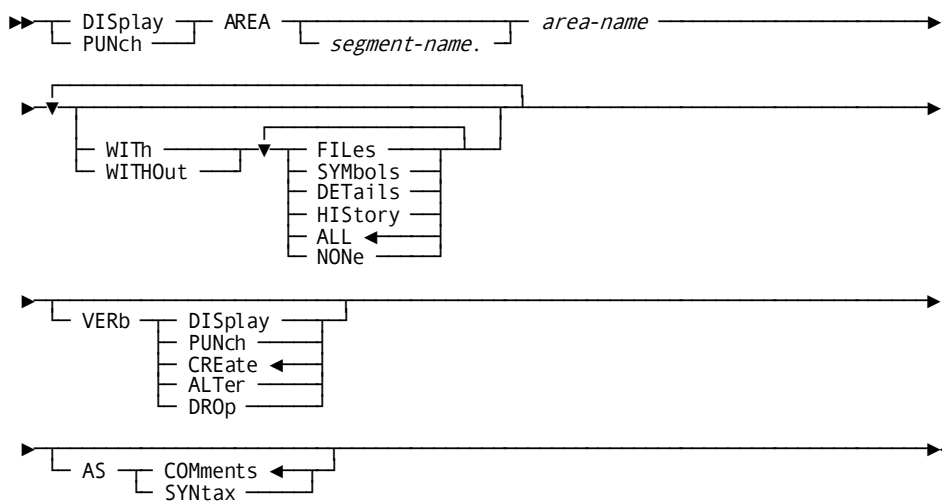 DISplay AREA segment-name. area-name
PUNch
WITh FILes
WITHOut SYMbols
DETails
HIStory
ALL
NONe
VERb DISplay
PUNch
CREate
ALTer
DROp
AS COMments
SYNtax